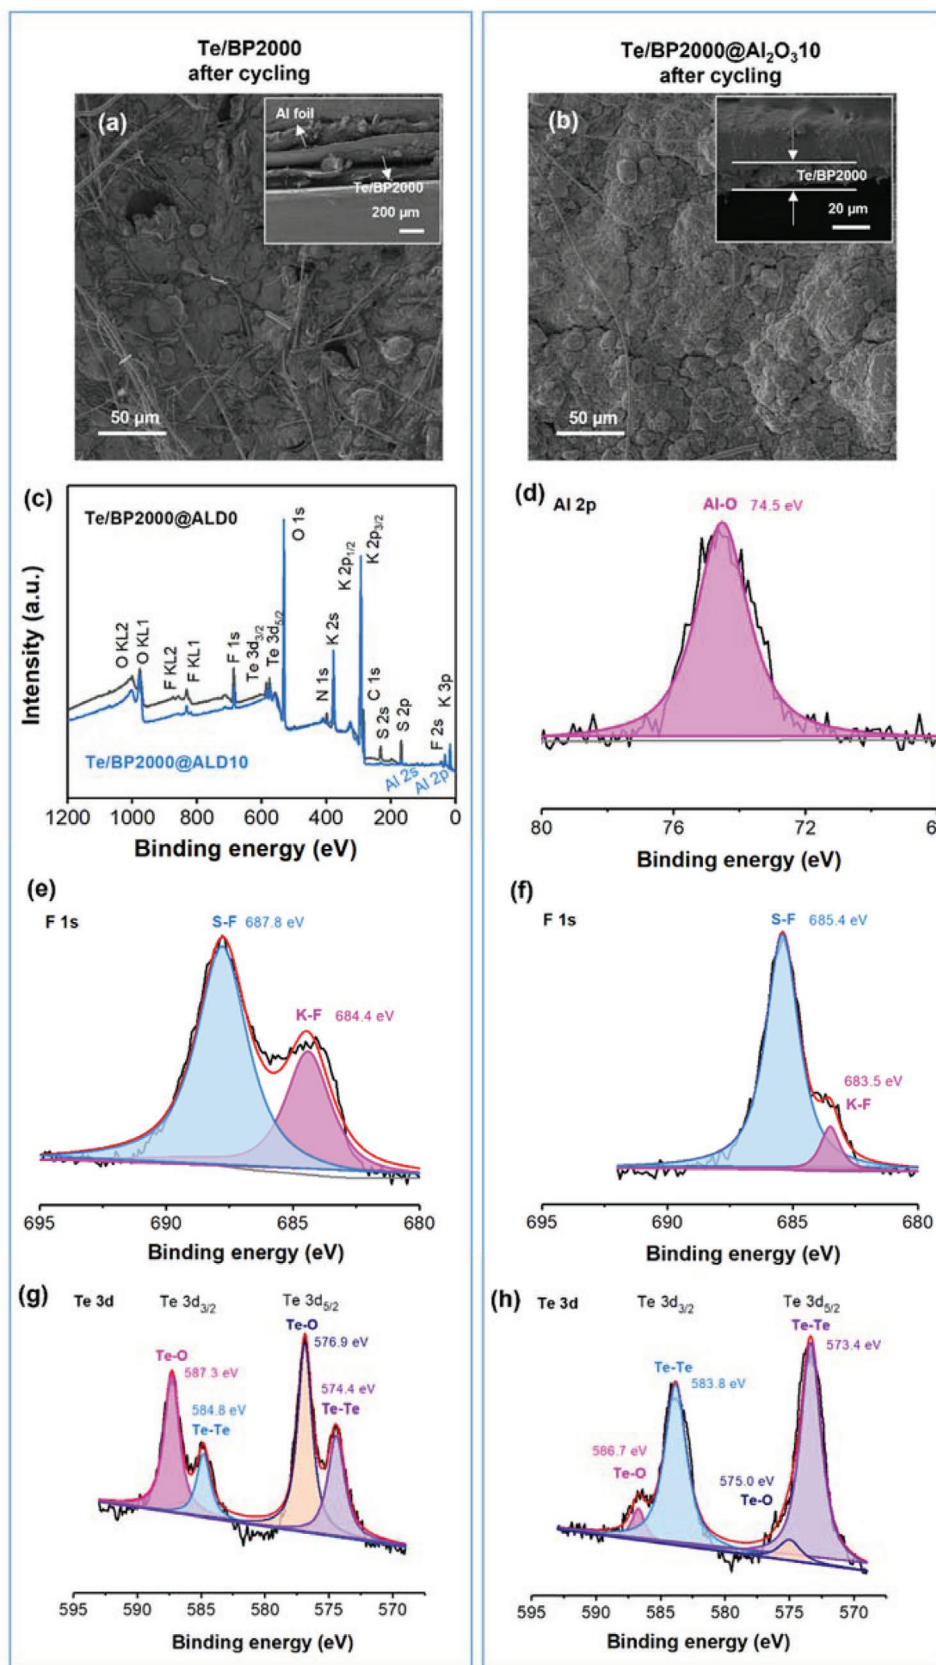 Te/BP2000
after cycling
Te/BP2000@Al₂O₃10
after cycling
(a)
Al foil
Te/BP2000
200 µm
50 µm
(b)
Te/BP2000
20 µm
50 µm
(c)
Te/BP2000@ALD0
O KL2
O KL1
F KL2
F KL1
F 1s
Te 3d₃/₂
Te 3d₅/₂
O 1s
N 1s
K 2s
K 2p₁/₂
K 2p₃/₂
C 1s
S 2s
S 2p
F 2s
K 3p
Al 2s
Al 2p
Te/BP2000@ALD10
Intensity (a.u.)
1200 1000 800 600 400 200 0
Binding energy (eV)
(d)
Al 2p
Al-O 74.5 eV
80 76 72 6
Binding energy (eV)
(e)
F 1s
S-F 687.8 eV
K-F 684.4 eV
695 690 685 680
Binding energy (eV)
(f)
F 1s
S-F 685.4 eV
683.5 eV
K-F
695 690 685 680
Binding energy (eV)
(g)
Te 3d Te 3d₃/₂ Te 3d₅/₂
Te-O
576.9 eV
Te-O
587.3 eV
574.4 eV
584.8 eV
Te-Te
Te-Te
595 590 585 580 575 570
Binding energy (eV)
(h)
Te 3d Te 3d₃/₂ Te 3d₅/₂
Te-Te
573.4 eV
Te-Te
583.8 eV
586.7 eV
Te-O
575.0 eV
Te-O
595 590 585 580 575 570
Binding energy (eV)